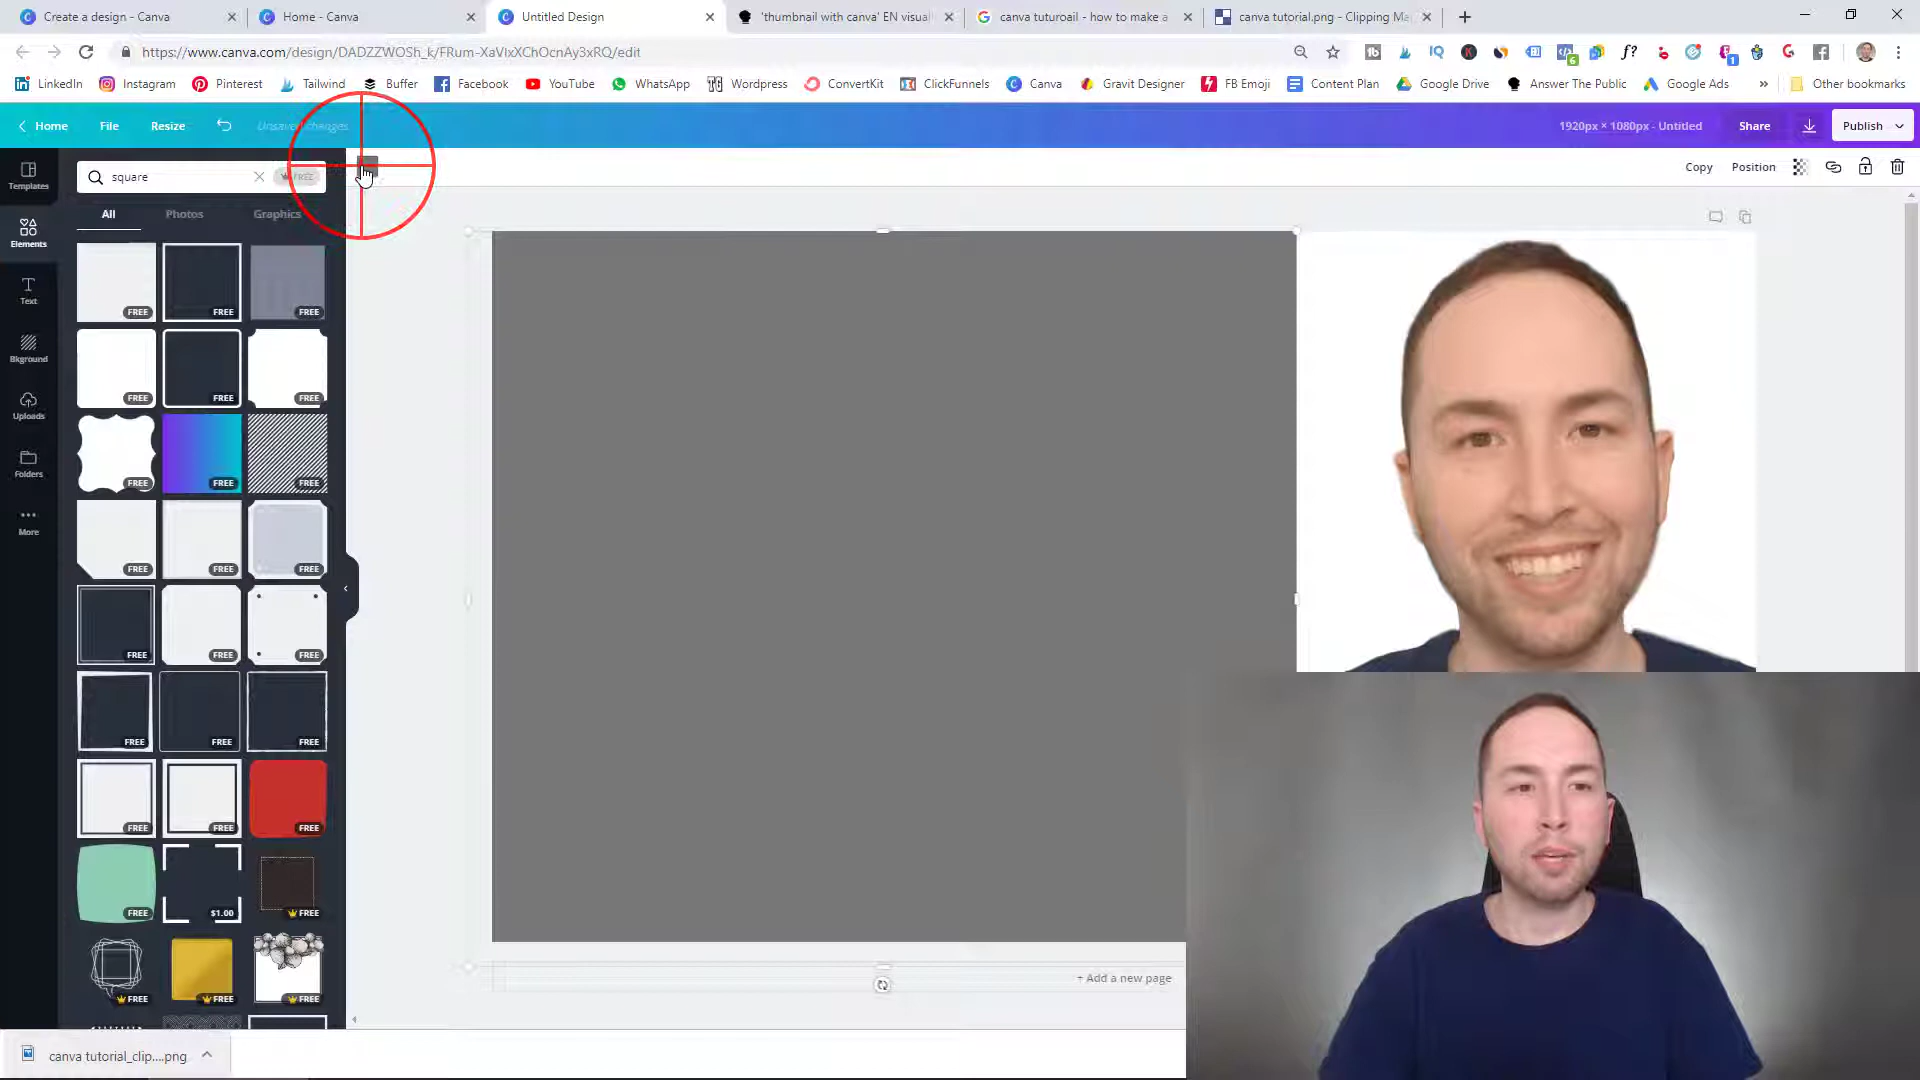 Create a design - Canva
Home - Canva
Untitled Design
'thumbnail with canva' EN visual
canva tuturoail - how to make a
canva tutorial.png - Clipping Ma
https://www.canva.com/design/DADZZWOSh_k/FRum-XaVlxXChOcnAy3xRQ/edit
LinkedIn Instagram Pinterest Tailwind Buffer Facebook YouTube WhatsApp Wordpress ConvertKit ClickFunnels Canva Gravit Designer FB Emoji Content Plan Google Drive Answer The Public Google Ads » Other bookmarks
Home File Resize Unsaved changes 1920px × 1080px - Untitled Share Publish
square FREE
Copy Position
Templates
All Photos Graphics
Elements
Text
Bkground
Uploads
Folders
More
FREE FREE FREE
FREE FREE FREE
FREE FREE FREE
FREE FREE FREE
FREE FREE FREE
FREE FREE FREE
FREE FREE FREE
FREE $1.00 FREE
FREE FREE FREE
+ Add a new page
canva tutorial_clip....png